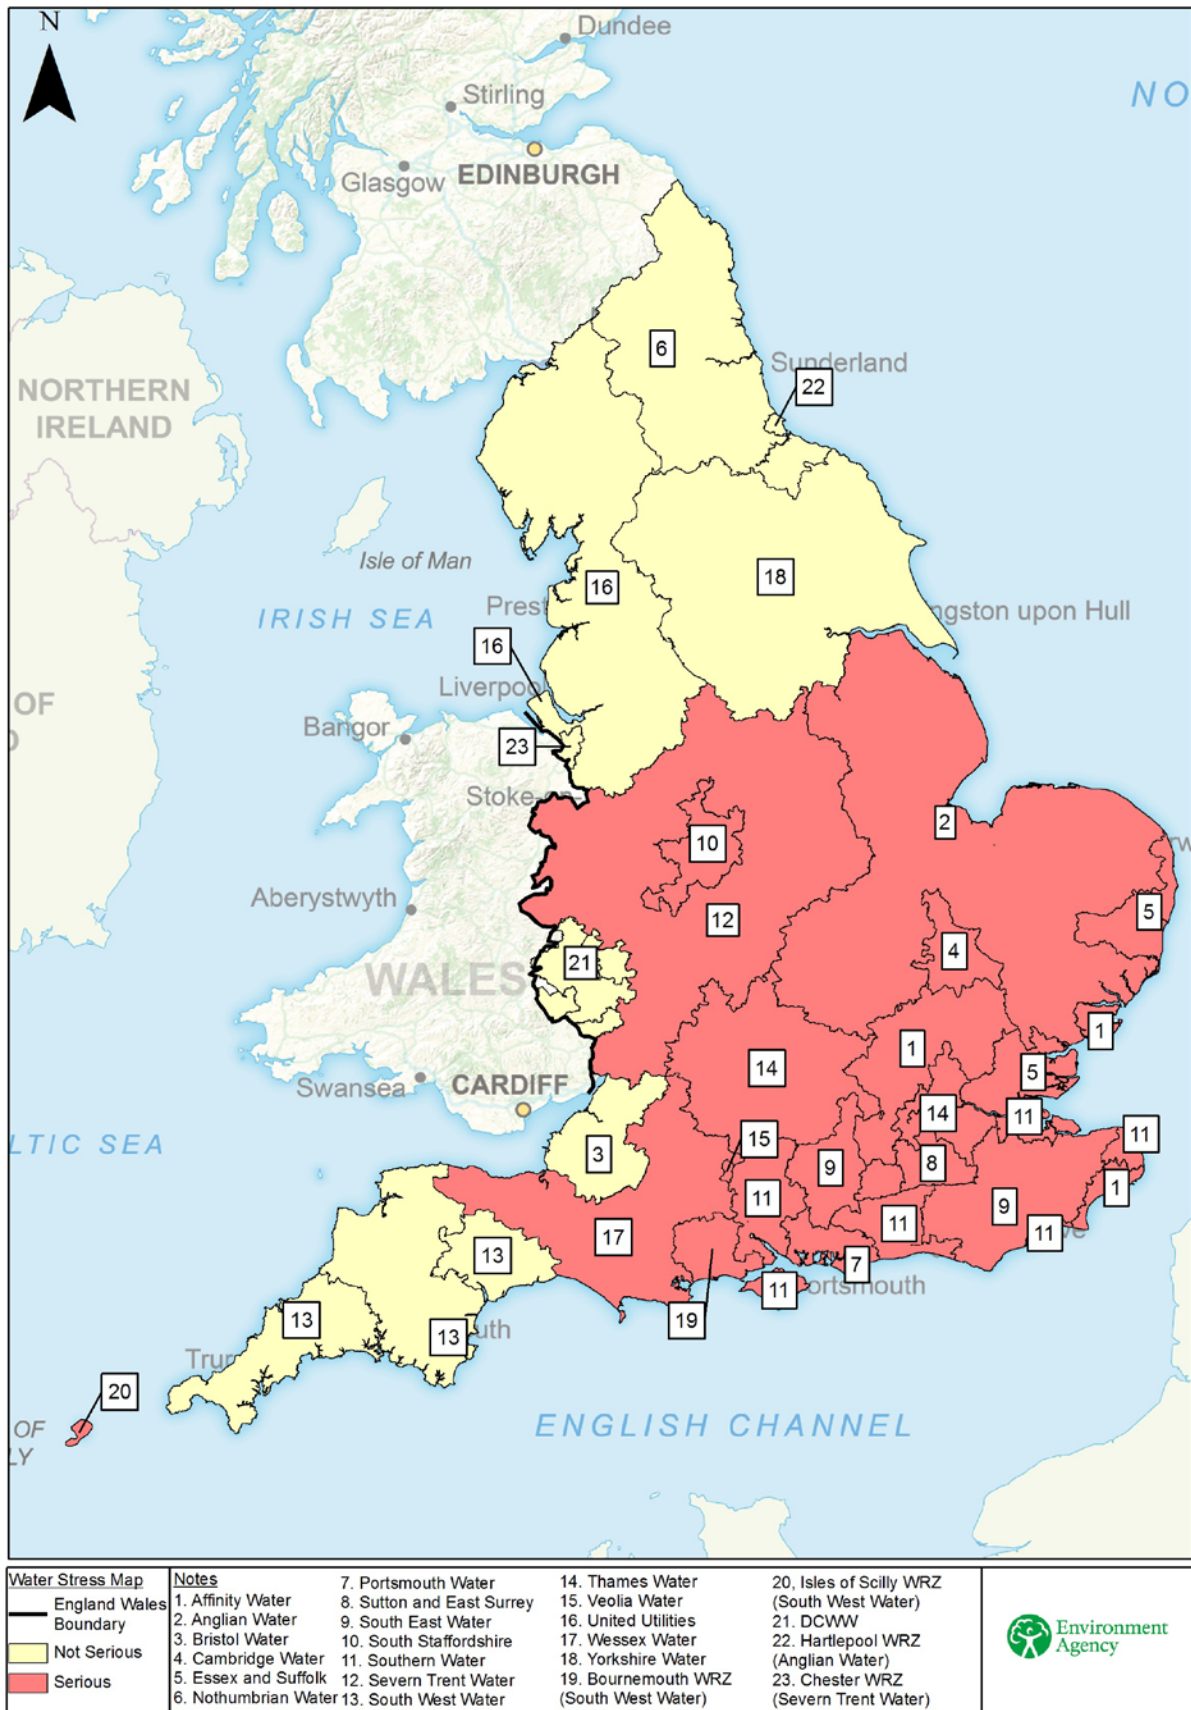 N
Dundee
NO
Stirling
Glasgow
EDINBURGH
6
Sunderland
22
NORTHERN
IRELAND
Isle of Man
16
18
Prest
IRISH SEA
ngston upon Hull
16
Liverpool
OF
D
Bangor
23
Stoke-on-
2
10
rw
Aberystwyth
12
5
4
21
WALES
1
1
14
5
Swansea
CARDIFF
14
11
LTIC SEA
15
11
3
9
8
11
1
9
17
11
11
ve
13
7
ortsmouth
11
13
19
13
uth
Tru
20
OF
LY
ENGLISH CHANNEL
Water Stress Map
England Wales
Boundary
Not Serious
Serious
Notes
1. Affinity Water
2. Anglian Water
3. Bristol Water
4. Cambridge Water
5. Essex and Suffolk
6. Nothumbrian Water
7. Portsmouth Water
8. Sutton and East Surrey
9. South East Water
10. South Staffordshire
11. Southern Water
12. Severn Trent Water
13. South West Water
14. Thames Water
15. Veolia Water
16. United Utilities
17. Wessex Water
18. Yorkshire Water
19. Bournemouth WRZ
(South West Water)
20, Isles of Scilly WRZ
(South West Water)
21. DCWW
22. Hartlepool WRZ
(Anglian Water)
23. Chester WRZ
(Severn Trent Water)
Environment
Agency